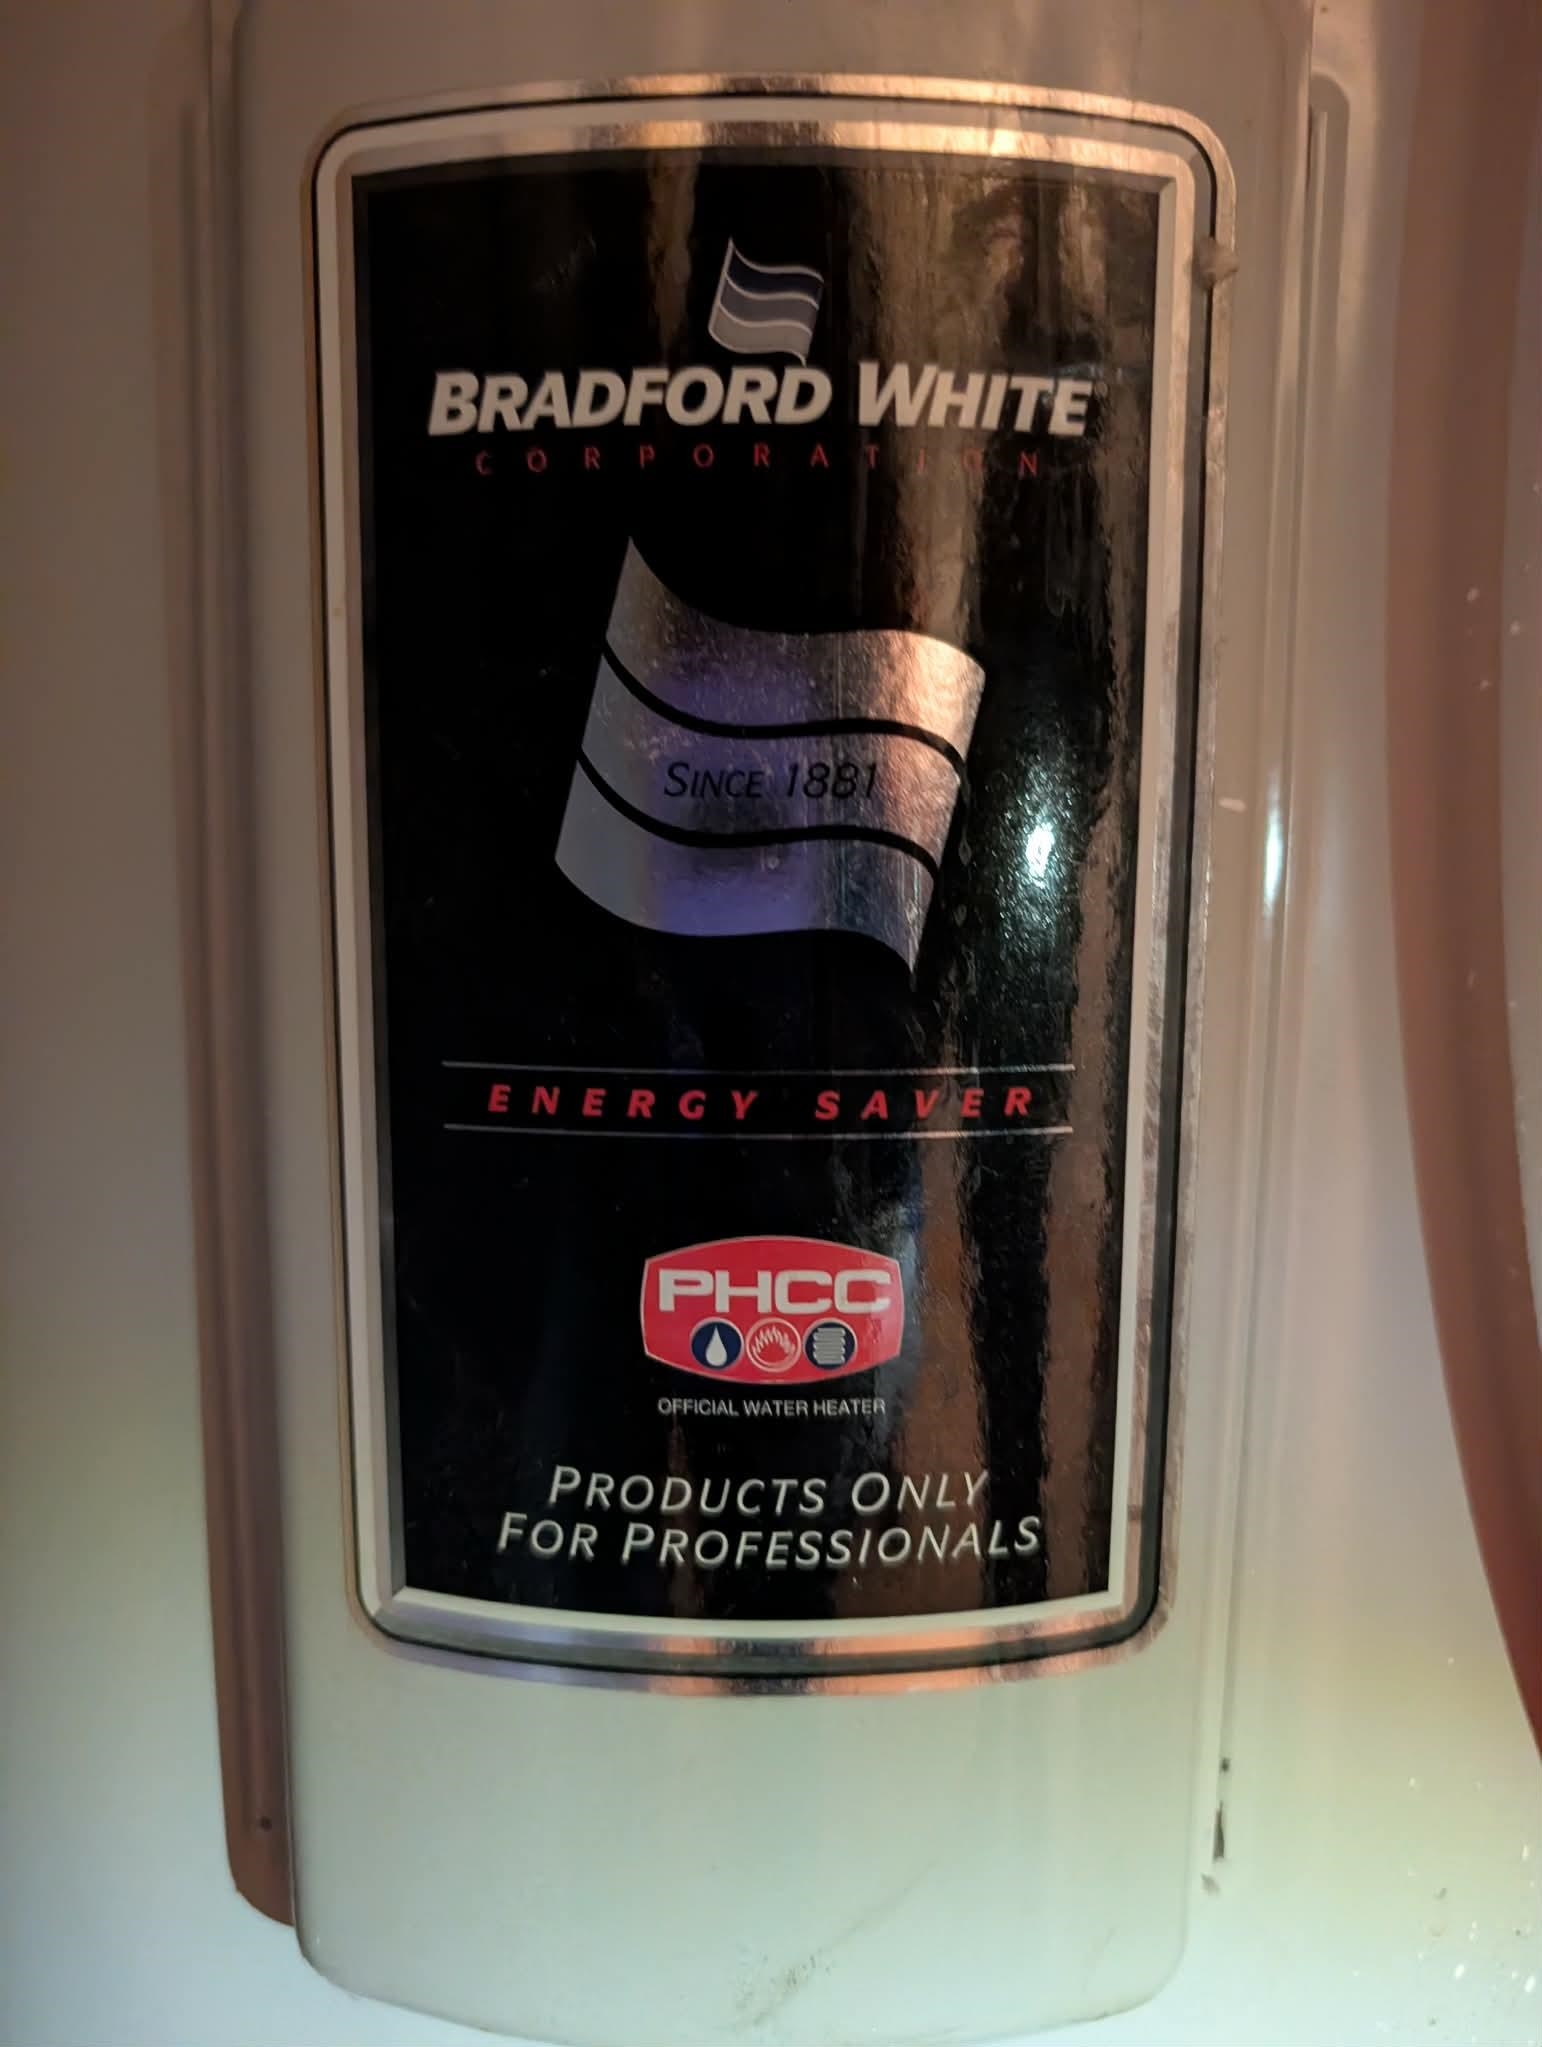 BRADFORD WHITE®
CORPORATION
SINCE 1881
ENERGY SAVER
PHCC
OFFICIAL WATER HEATER
PRODUCTS ONLY
FOR PROFESSIONALS